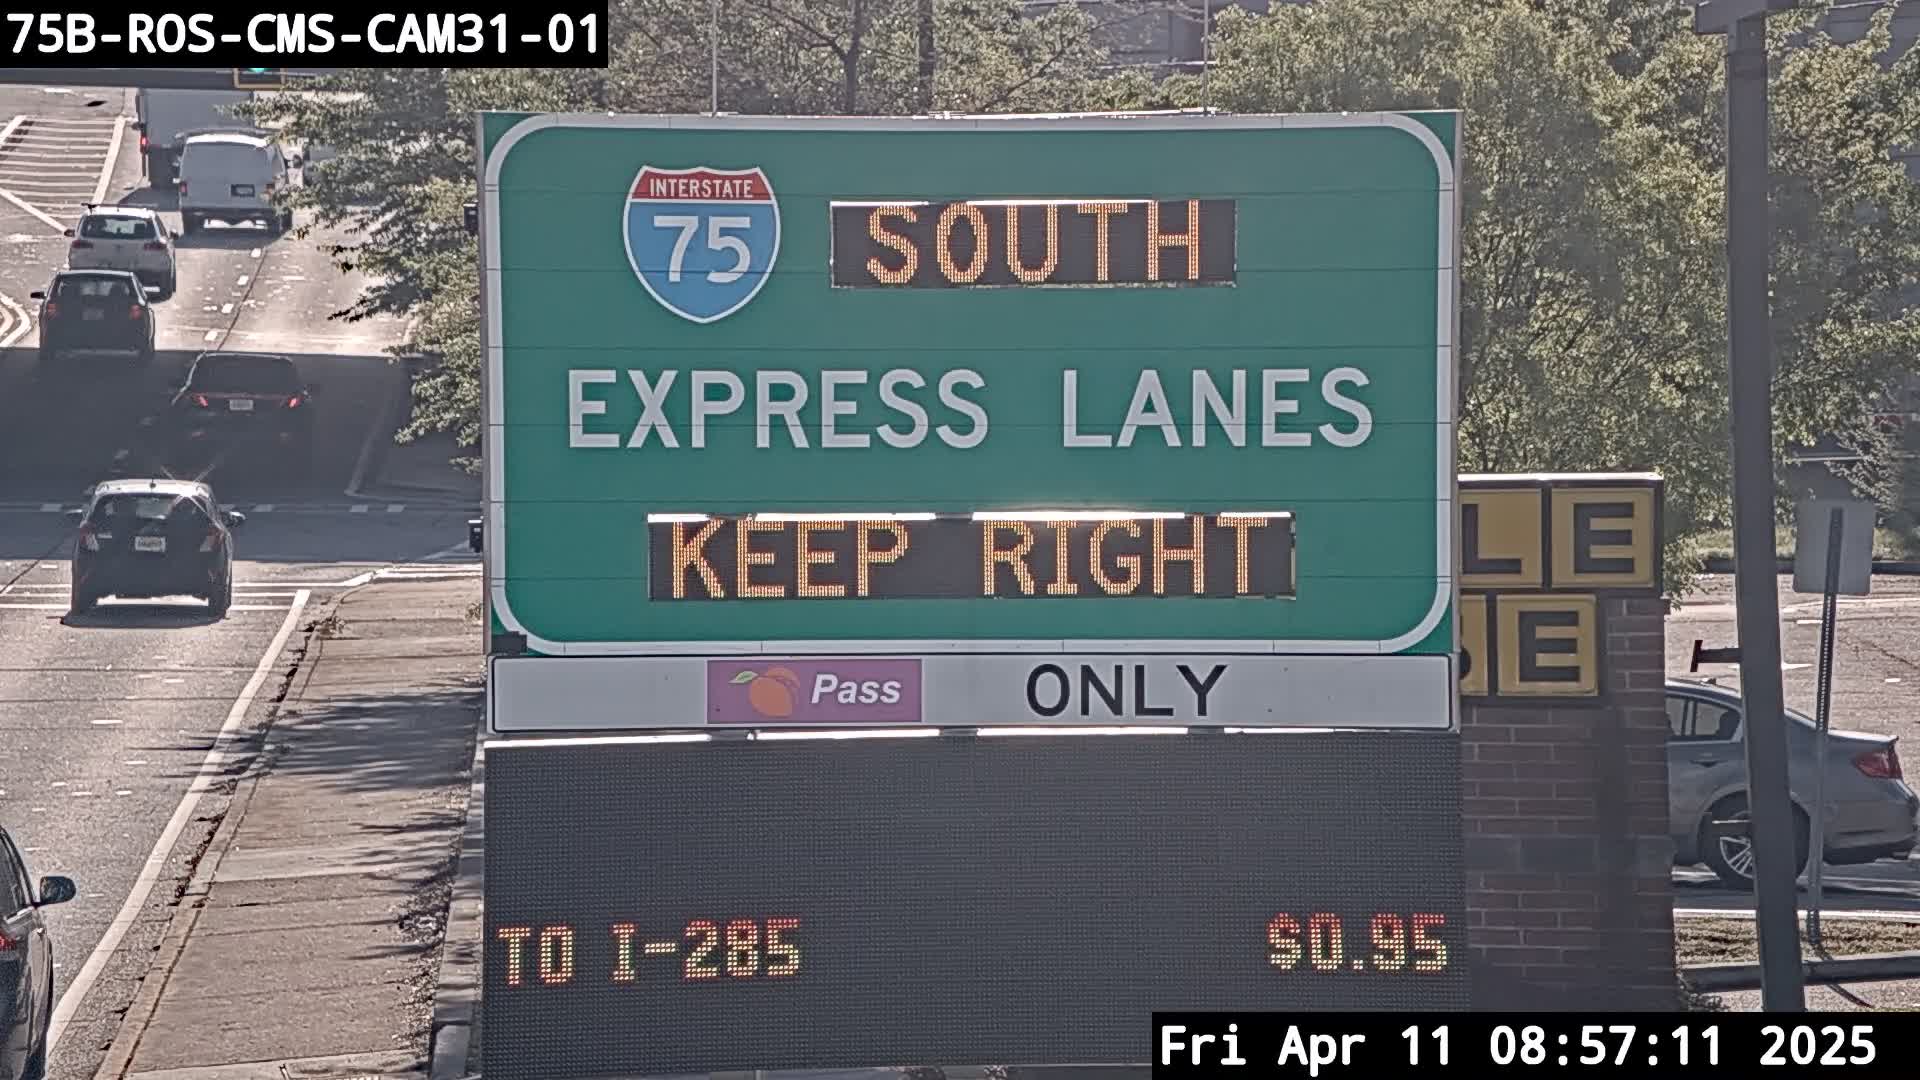 75B-ROS-CMS-CAM31-01
INTERSTATE
75
SOUTH
EXPRESS LANES
KEEP RIGHT
LE
E
Pass ONLY
TO I-285 $0.95
Fri Apr 11 08:57:11 2025